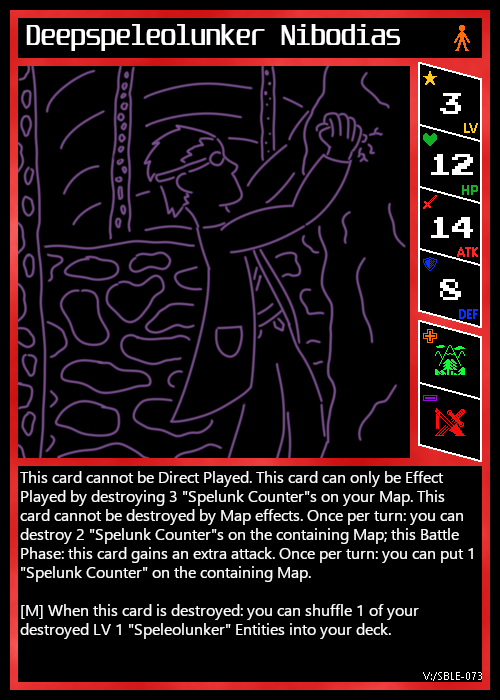 Deepspeleolunker Nibodias
3
LV
12
HP
14
ATK
8
DEF
This card cannot be Direct Played. This card can only be Effect
Played by destroying 3 "Spelunk Counter"s on your Map. This
card cannot be destroyed by Map effects. Once per turn: you can
destroy 2 "Spelunk Counter"s on the containing Map; this Battle
Phase: this card gains an extra attack. Once per turn: you can put 1
"Spelunk Counter" on the containing Map.
[M] When this card is destroyed: you can shuffle 1 of your
destroyed LV 1 "Speleolunker" Entities into your deck.
V:/SBLE-073